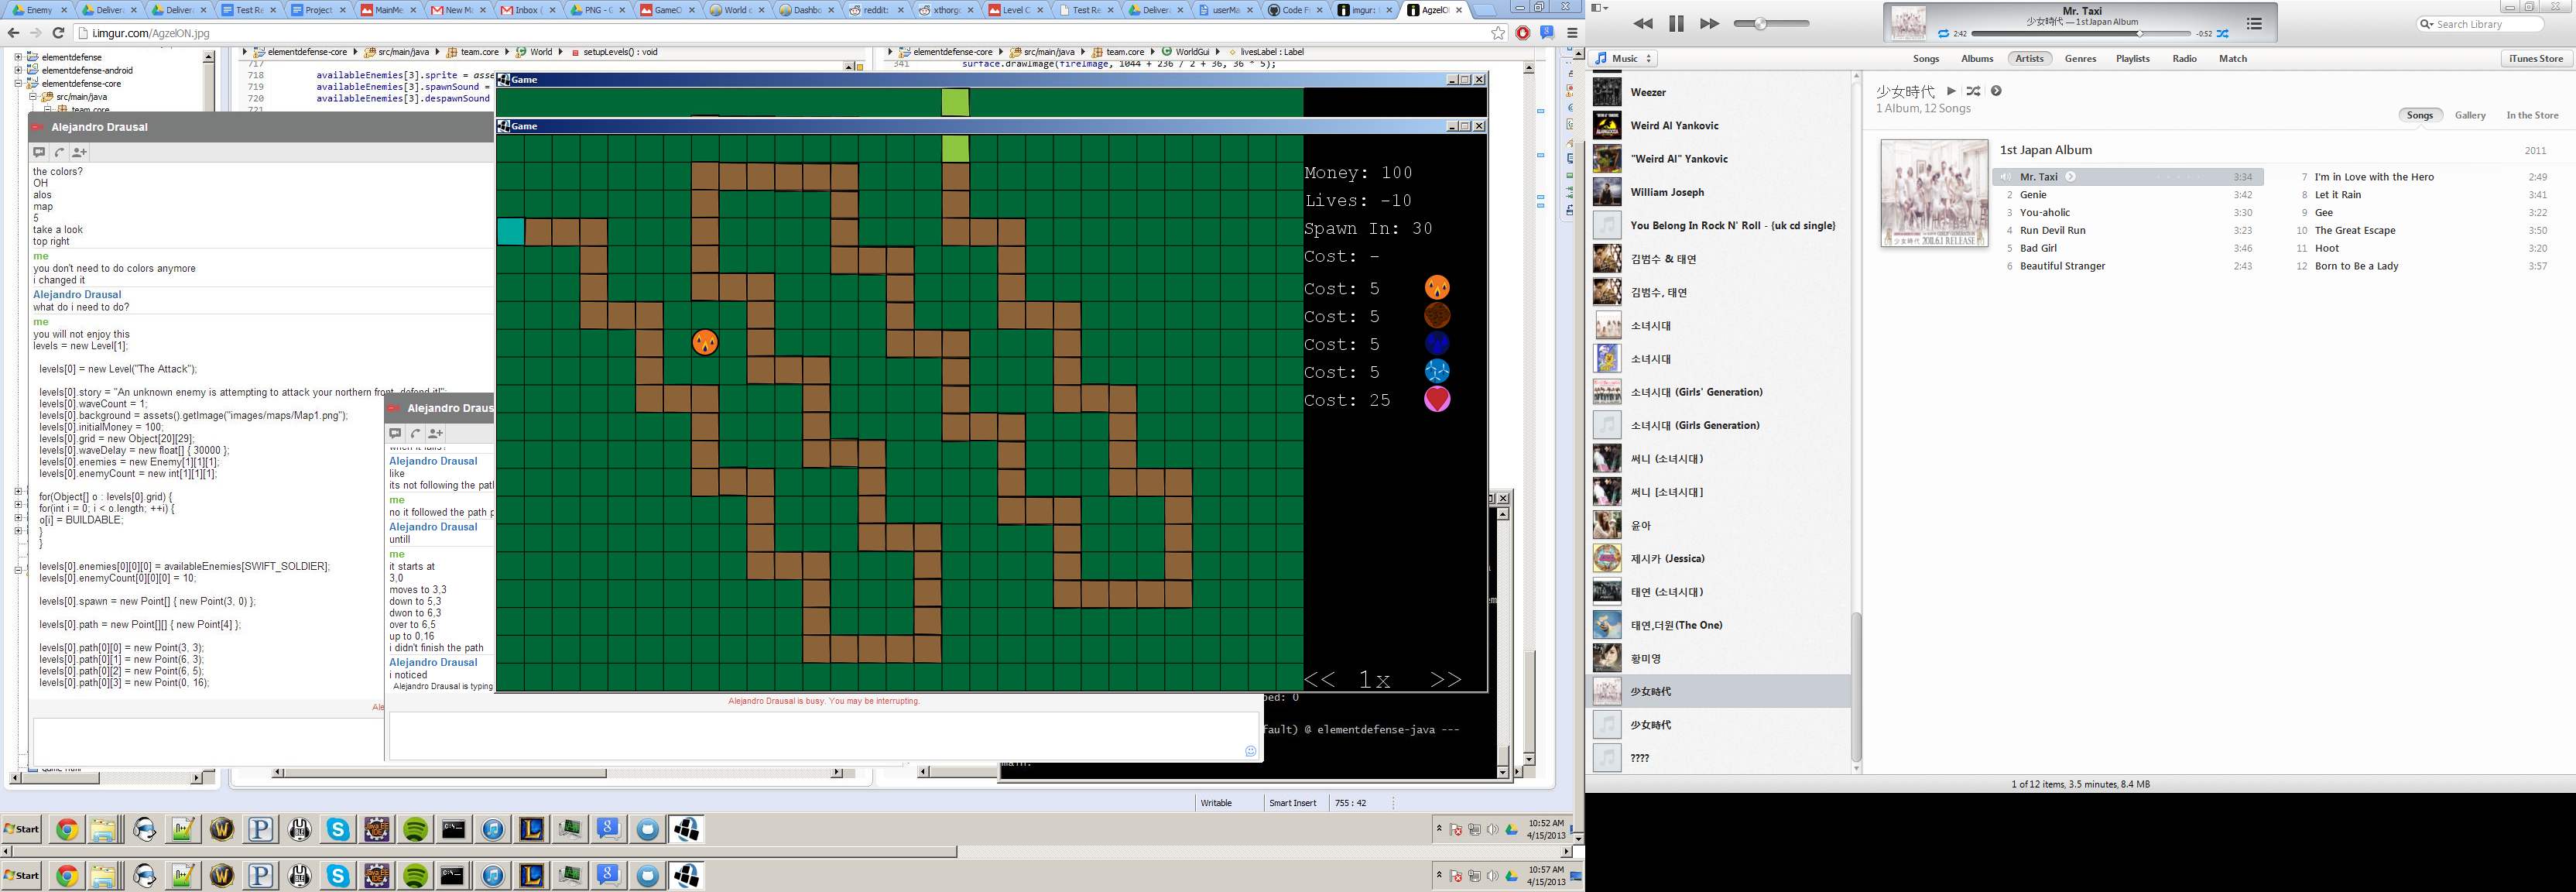 Enemy
Deliver
Deliver
Deliver
Test Re
Project
MainMe
New M
Inbox (
PNG - G
GameO
World c
Dashbo
reddit:
xthorgo
Level C
Test Re
Delivera
userMa
Code F
imgur: t
AgzelO
i.imgur.com/AgzelON.jpg
elementdefense
elementdefense-android
elementdefense-core
src/main/java
team.core
elementdefense-core ▸ src/main/java ▸ team.core ▸ World ▸ setupLevels() : void
717
718 availableEnemies[3].sprite = asse
719 availableEnemies[3].spawnSound =
720 availableEnemies[3].despawnSound
721
elementdefense-core ▸ src/main/java ▸ team.core ▸ WorldGui ▸ livesLabel : Label
341 surface.drawImage(fireImage, 1044 + 236 / 2 + 36, 36 * 5);
Alejandro Drausal
the colors?
OH
alos
map
5
take a look
top right
me
you don't need to do colors anymore
i changed it
Alejandro Drausal
what do i need to do?
me
you will not enjoy this
levels = new Level[1];
levels[0] = new Level("The Attack");
levels[0].story = "An unknown enemy is attempting to attack your northern front, defend it!";
levels[0].waveCount = 1;
levels[0].background = assets().getImage("images/maps/Map1.png");
levels[0].initialMoney = 100;
levels[0].grid = new Object[20][29];
levels[0].waveDelay = new float[] { 30000 };
levels[0].enemies = new Enemy[1][1][1];
levels[0].enemyCount = new int[1][1][1];
for(Object[] o : levels[0].grid) {
for(int i = 0; i < o.length; ++i) {
o[i] = BUILDABLE;
}
}
levels[0].enemies[0][0][0] = availableEnemies[SWIFT_SOLDIER];
levels[0].enemyCount[0][0][0] = 10;
levels[0].spawn = new Point[] { new Point(3, 0) };
levels[0].path = new Point[][] { new Point[4] };
levels[0].path[0][0] = new Point(3, 3);
levels[0].path[0][1] = new Point(6, 3);
levels[0].path[0][2] = new Point(6, 5);
levels[0].path[0][3] = new Point(0, 16);
Ale
Alejandro Draus
when it fails?
Alejandro Drausal
like
its not following the path
me
no it followed the path p
Alejandro Drausal
untill
me
it starts at
3,0
moves to 3,3
down to 5,3
dwon to 6,3
over to 6,5
up to 0,16
i didn't finish the path
Alejandro Drausal
i noticed
Alejandro Drausal is typing
Alejandro Drausal is busy. You may be interrupting.
Game
Game
Money: 100
Lives: -10
Spawn In: 30
Cost: -
Cost: 5
Cost: 5
Cost: 5
Cost: 5
Cost: 25
<< 1x >>
ped: 0
fault) @ elementdefense-java ---
main:
Writable
Smart Insert
755 : 42
Start
10:52 AM
4/15/2013
Start
10:57 AM
4/15/2013
Mr. Taxi
少女時代 — 1st Japan Album
2:42
-0:52
Search Library
Music
Songs
Albums
Artists
Genres
Playlists
Radio
Match
iTunes Store
Weezer
Weird Al Yankovic
"Weird Al" Yankovic
William Joseph
You Belong In Rock N' Roll - (uk cd single)
김범수 & 태연
김범수, 태연
소녀시대
소녀시대
소녀시대 (Girls' Generation)
소녀시대 (Girls Generation)
써니 (소녀시대)
써니 [소녀시대]
윤아
제시카 (Jessica)
태연 (소녀시대)
태연,더원(The One)
황미영
少女時代
少女時代
????
少女時代
1 Album, 12 Songs
Songs
Gallery
In the Store
1st Japan Album
2011
Mr. Taxi 3:34
2 Genie 3:42
3 You-aholic 3:30
4 Run Devil Run 3:23
5 Bad Girl 3:46
6 Beautiful Stranger 2:43
7 I'm in Love with the Hero 2:49
8 Let it Rain 3:41
9 Gee 3:22
10 The Great Escape 3:50
11 Hoot 3:20
12 Born to Be a Lady 3:57
1 of 12 items, 3.5 minutes, 8.4 MB